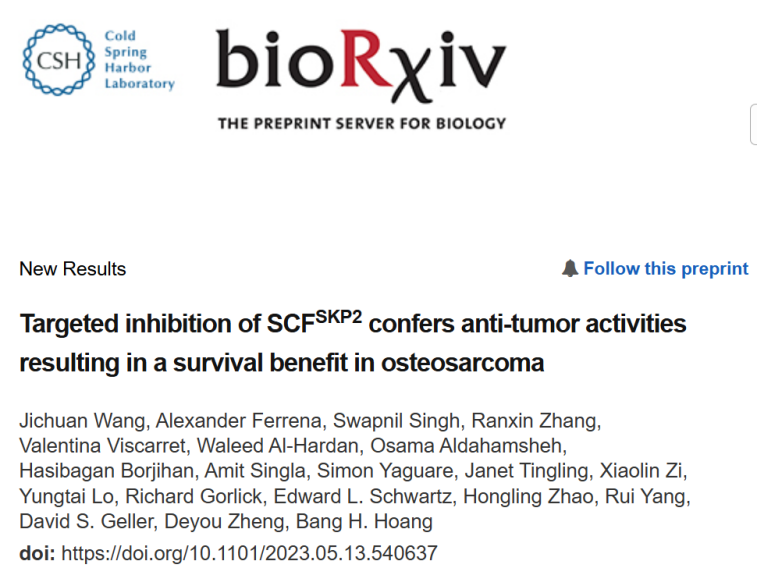 CSH
Cold
Spring
Harbor
Laboratory
bioRxiv
THE PREPRINT SERVER FOR BIOLOGY
New Results
Follow this preprint
Targeted inhibition of SCFSKP2 confers anti-tumor activities
resulting in a survival benefit in osteosarcoma
Jichuan Wang, Alexander Ferrena, Swapnil Singh, Ranxin Zhang,
Valentina Viscarret, Waleed Al-Hardan, Osama Aldahamsheh,
Hasibagan Borjihan, Amit Singla, Simon Yaguare, Janet Tingling, Xiaolin Zi,
Yungtai Lo, Richard Gorlick, Edward L. Schwartz, Hongling Zhao, Rui Yang,
David S. Geller, Deyou Zheng, Bang H. Hoang
doi: https://doi.org/10.1101/2023.05.13.540637